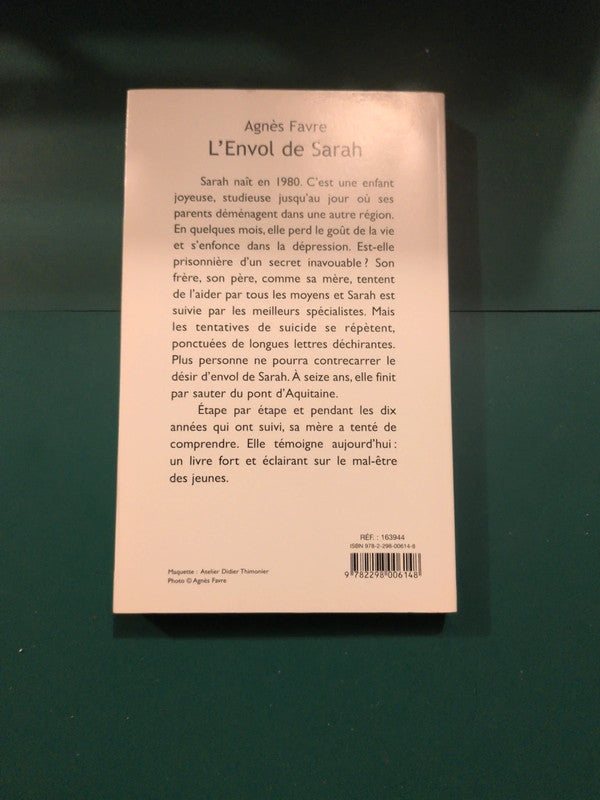 Agnès Favre
L'Envol de Sarah
Sarah naît en 1980. C'est une enfant
joyeuse, studieuse jusqu'au jour où ses
parents déménagent dans une autre région.
En quelques mois, elle perd le goût de la vie
et s'enfonce dans la dépression. Est-elle
prisonnière d'un secret inavouable ? Son
frère, son père, comme sa mère, tentent
de l'aider par tous les moyens et Sarah est
suivie par les meilleurs spécialistes. Mais
les tentatives de suicide se répètent,
ponctuées de longues lettres déchirantes.
Plus personne ne pourra contrecarrer le
désir d'envol de Sarah. À seize ans, elle finit
par sauter du pont d'Aquitaine.
Étape par étape et pendant les dix
années qui ont suivi, sa mère a tenté de
comprendre. Elle témoigne aujourd'hui :
un livre fort et éclairant sur le mal-être
des jeunes.
RÉF. : 163944
ISBN 978-2-298-00614-8
9 782298 006148
Maquette : Atelier Didier Thimonier
Photo © Agnès Favre